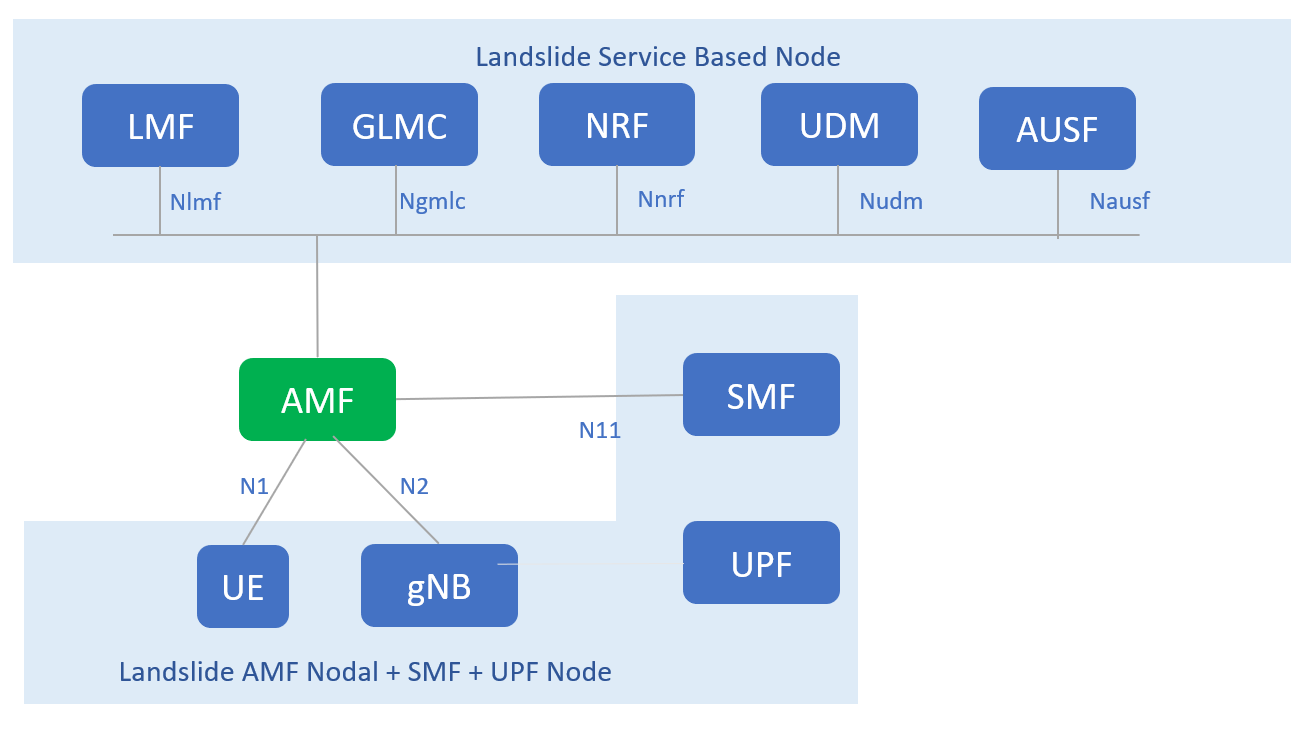 Landslide Service Based Node
LMF
GLMC
NRF
UDM
AUSF
Nlmf
Ngmlc
Nnrf
Nudm
Nausf
AMF
SMF
N11
N1
N2
UE
gNB
UPF
Landslide AMF Nodal + SMF + UPF Node